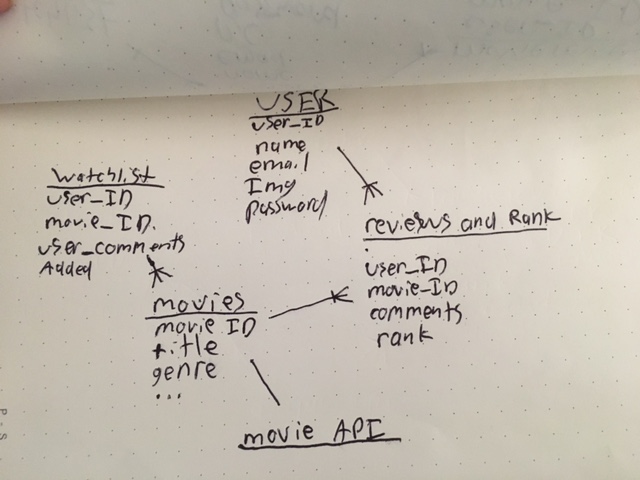 USER
user_ID
name
email
Img
password
Watchlist
user_ID
movie_ID.
user_comments
Added
reviews and Rank
user_ID
movie_ID
comments
rank
movies
movie ID
title
genre
...
movie API